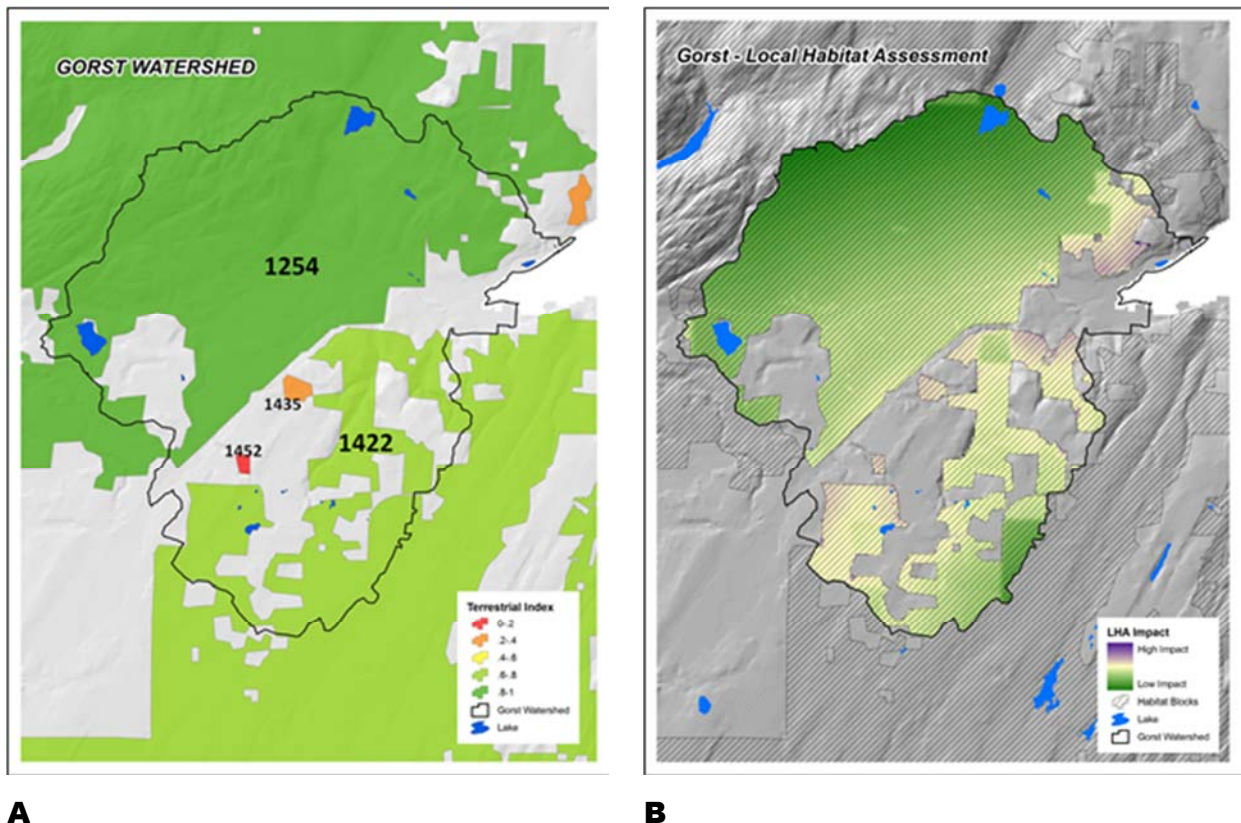 GORST WATERSHED
1254
1435
1422
1452
Terrestrial Index
0-.2
.2-.4
.4-.6
.6-.8
.8-1
Gorst Watershed
Lake
A
Gorst - Local Habitat Assessment
LHA Impact
High Impact
Low Impact
Habitat Blocks
Lake
Gorst Watershed
B